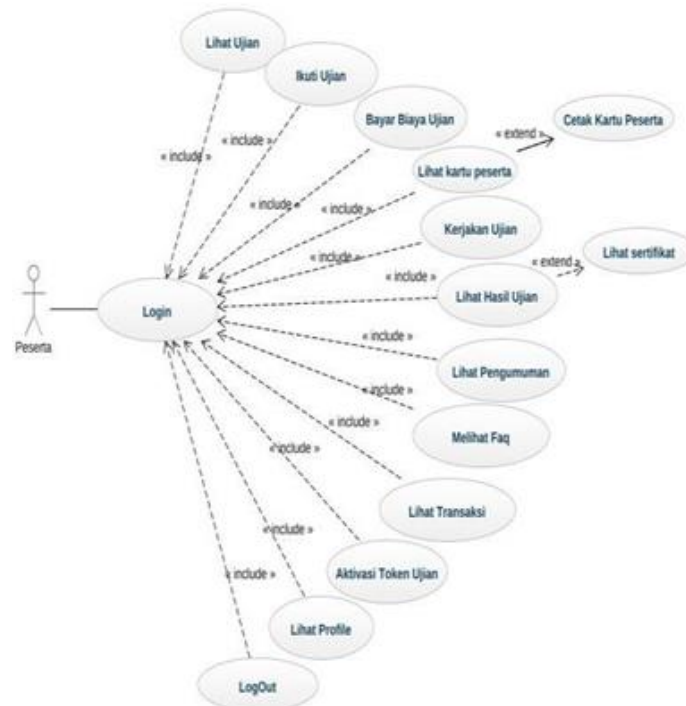 Lihat Ujian
Ikuti Ujian
Bayar Biaya Ujian
Cetak Kartu Peserta
« extend »
Lihat kartu peserta
« include »
« include »
« include »
« include »
Kerjakan Ujian
« include »
Lihat sertifikat
« extend »
« include »
Lihat Hasil Ujian
Login
Peserta
« include »
Lihat Pengumuman
« include »
Melihat Faq
« include »
Lihat Transaksi
« include »
Aktivasi Token Ujian
« include »
Lihat Profile
LogOut